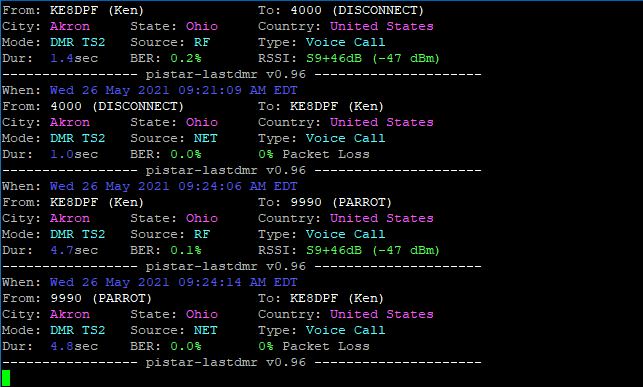 From: KE8DPF (Ken) To: 4000 (DISCONNECT)
City: Akron State: Ohio Country: United States
Mode: DMR TS2 Source: RF Type: Voice Call
Dur: 1.4sec BER: 0.2% RSSI: S9+46dB (-47 dBm)
----------------- pistar-lastdmr v0.96 ---------------------
When: Wed 26 May 2021 09:21:09 AM EDT
From: 4000 (DISCONNECT) To: KE8DPF (Ken)
City: Akron State: Ohio Country: United States
Mode: DMR TS2 Source: NET Type: Voice Call
Dur: 1.0sec BER: 0.0% 0% Packet Loss
----------------- pistar-lastdmr v0.96 ---------------------
When: Wed 26 May 2021 09:24:06 AM EDT
From: KE8DPF (Ken) To: 9990 (PARROT)
City: Akron State: Ohio Country: United States
Mode: DMR TS2 Source: RF Type: Voice Call
Dur: 4.7sec BER: 0.1% RSSI: S9+46dB (-47 dBm)
----------------- pistar-lastdmr v0.96 ---------------------
When: Wed 26 May 2021 09:24:14 AM EDT
From: 9990 (PARROT) To: KE8DPF (Ken)
City: Akron State: Ohio Country: United States
Mode: DMR TS2 Source: NET Type: Voice Call
Dur: 4.8sec BER: 0.0% 0% Packet Loss
----------------- pistar-lastdmr v0.96 ---------------------